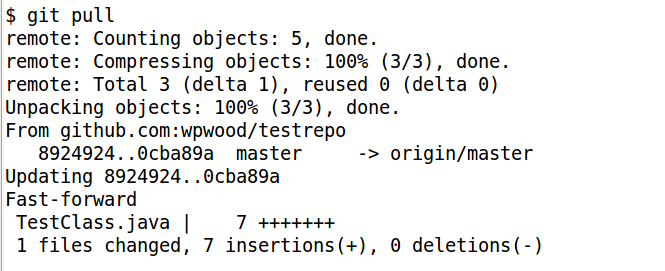 $ git pull
remote: Counting objects: 5, done.
remote: Compressing objects: 100% (3/3), done.
remote: Total 3 (delta 1), reused 0 (delta 0)
Unpacking objects: 100% (3/3), done.
From github.com:wpwood/testrepo
   8924924..0cba89a  master     -> origin/master
Updating 8924924..0cba89a
Fast-forward
 TestClass.java |    7 +++++++
 1 files changed, 7 insertions(+), 0 deletions(-)